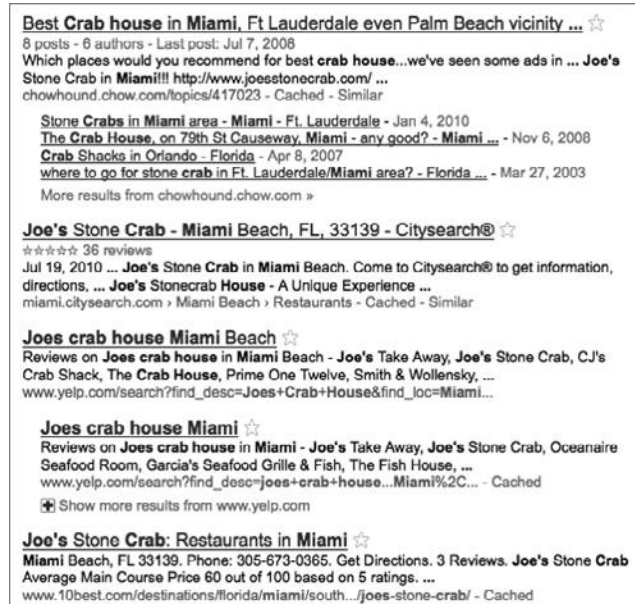 Best Crab house in Miami, Ft Lauderdale even Palm Beach vicinity ...
8 posts - 6 authors - Last post: Jul 7, 2008
Which places would you recommend for best crab house...we've seen some ads in ... Joe's
Stone Crab in Miami!!! http://www.joesstonecrab.com/ ...
chowhound.chow.com/topics/417023 - Cached - Similar
Stone Crabs in Miami area - Miami - Ft. Lauderdale - Jan 4, 2010
The Crab House, on 79th St Causeway, Miami - any good? - Miami ... - Nov 6, 2008
Crab Shacks in Orlando - Florida - Apr 8, 2007
where to go for stone crab in Ft. Lauderdale/Miami area? - Florida ... - Mar 27, 2003
More results from chowhound.chow.com »
Joe's Stone Crab - Miami Beach, FL, 33139 - Citysearch®
36 reviews
Jul 19, 2010 ... Joe's Stone Crab in Miami Beach. Come to Citysearch® to get information,
directions, ... Joe's Stonecrab House - A Unique Experience ...
miami.citysearch.com › Miami Beach › Restaurants - Cached - Similar
Joes crab house Miami Beach
Reviews on Joes crab house in Miami Beach - Joe's Take Away, Joe's Stone Crab, CJ's
Crab Shack, The Crab House, Prime One Twelve, Smith & Wollensky, ...
www.yelp.com/search?find_desc=Joes+Crab+House&find_loc=Miami...
Joes crab house Miami
Reviews on Joes crab house in Miami - Joe's Take Away, Joe's Stone Crab, Oceanaire
Seafood Room, Garcia's Seafood Grille & Fish, The Fish House, ...
www.yelp.com/search?find_desc=joes+crab+house...Miami%2C... - Cached
Show more results from www.yelp.com
Joe's Stone Crab: Restaurants in Miami
Miami Beach, FL 33139. Phone: 305-673-0365. Get Directions. 3 Reviews. Joe's Stone Crab
Average Main Course Price 60 out of 100 based on 5 ratings. ...
www.10best.com/destinations/florida/miami/south.../joes-stone-crab/ - Cached